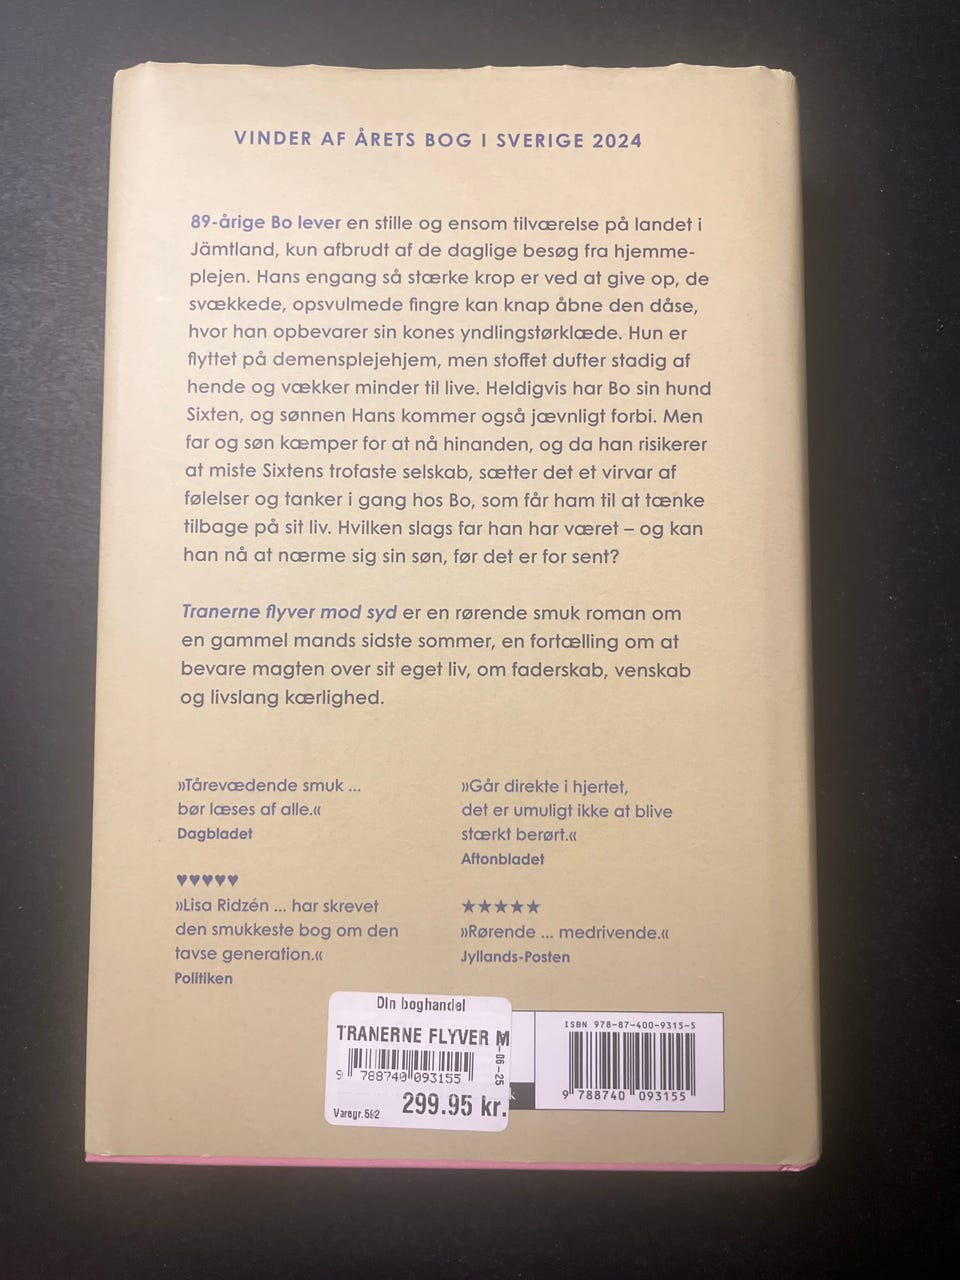 VINDER AF ÅRETS BOG I SVERIGE 2024
89-årige Bo lever en stille og ensom tilværelse på landet i
Jämtland, kun afbrudt af de daglige besøg fra hjemme-
plejen. Hans engang så stærke krop er ved at give op, de
svækkede, opsvulmede fingre kan knap åbne den dåse,
hvor han opbevarer sin kones yndlingstørklæde. Hun er
flyttet på demensplejehjem, men stoffet dufter stadig af
hende og vækker minder til live. Heldigvis har Bo sin hund
Sixten, og sønnen Hans kommer også jævnligt forbi. Men
far og søn kæmper for at nå hinanden, og da han risikerer
at miste Sixtens trofaste selskab, sætter det et virvar af
følelser og tanker i gang hos Bo, som får ham til at tænke
tilbage på sit liv. Hvilken slags far han har været – og kan
han nå at nærme sig sin søn, før det er for sent?
Tranerne flyver mod syd er en rørende smuk roman om
en gammel mands sidste sommer, en fortælling om at
bevare magten over sit eget liv, om faderskab, venskab
og livslang kærlighed.
»Tårevædende smuk ...
bør læses af alle.«
Dagbladet
♥♥♥♥♥
»Lisa Ridzén ... har skrevet
den smukkeste bog om den
tavse generation.«
Politiken
»Går direkte i hjertet,
det er umuligt ikke at blive
stærkt berørt.«
Aftonbladet
★★★★★
»Rørende ... medrivende.«
Jyllands-Posten
DIn boghandel
TRANERNE FLYVER M
9 788740 093155
-06-25
Varegr.592 299.95 kr.
k
ISBN 978-87-400-9315-5
9 788740 093155